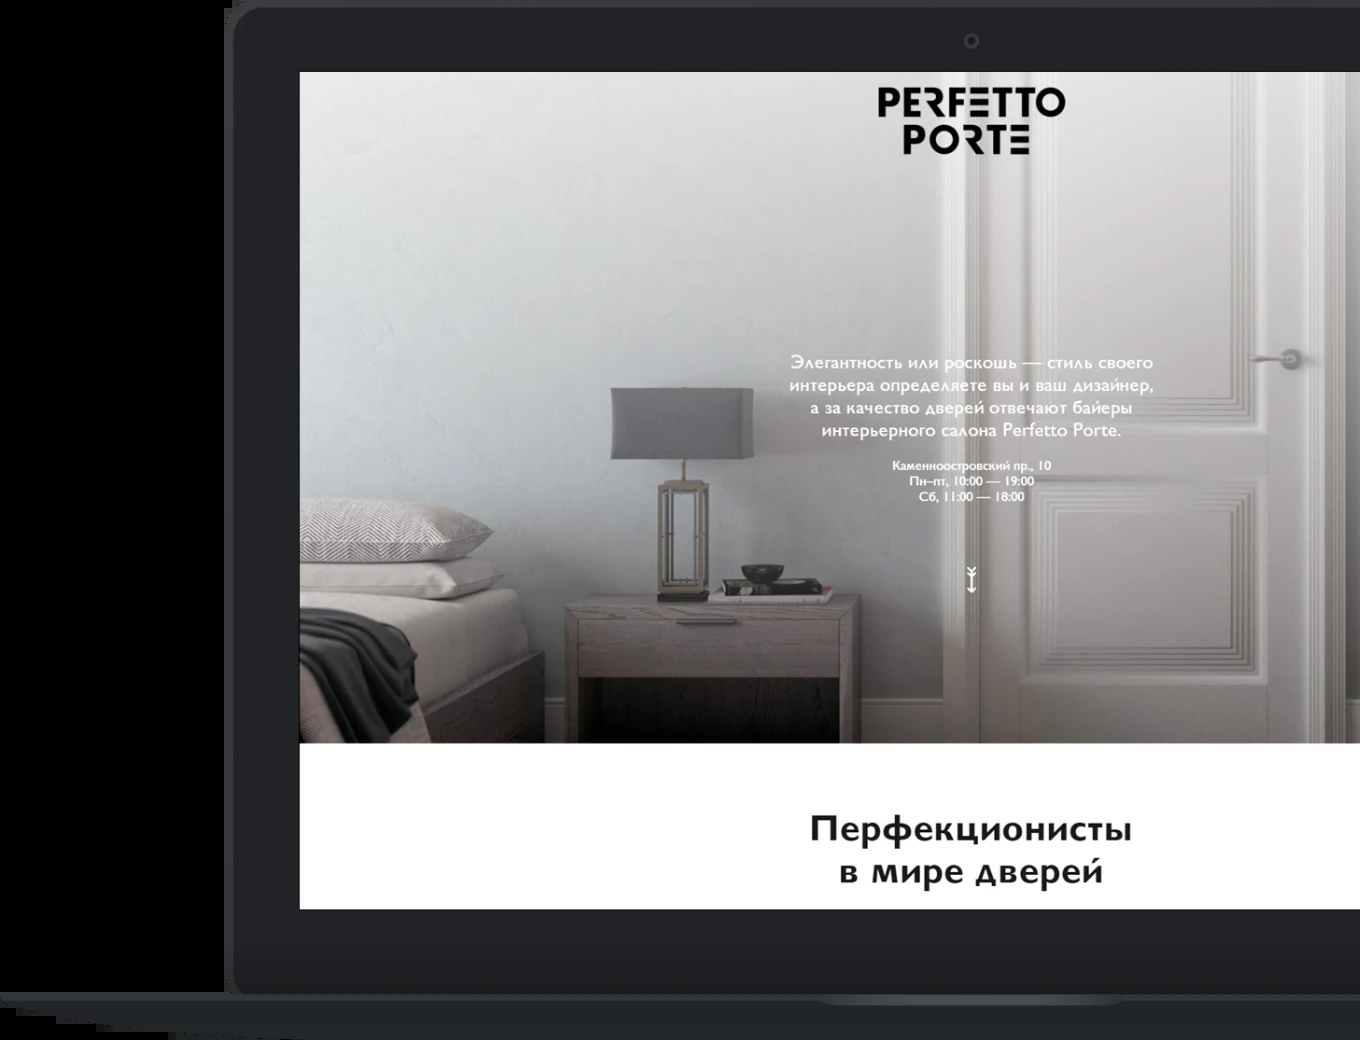 PERFETTO
PORTE
Элегантность или роскошь — стиль своего
интерьера определяете вы и ваш дизайнер,
а за качество дверей отвечают байеры
интерьерного салона Perfetto Porte.
Каменноостровский пр., 10
Пн–пт, 10:00 — 19:00
Сб, 11:00 — 18:00
Перфекционисты
в мире дверей